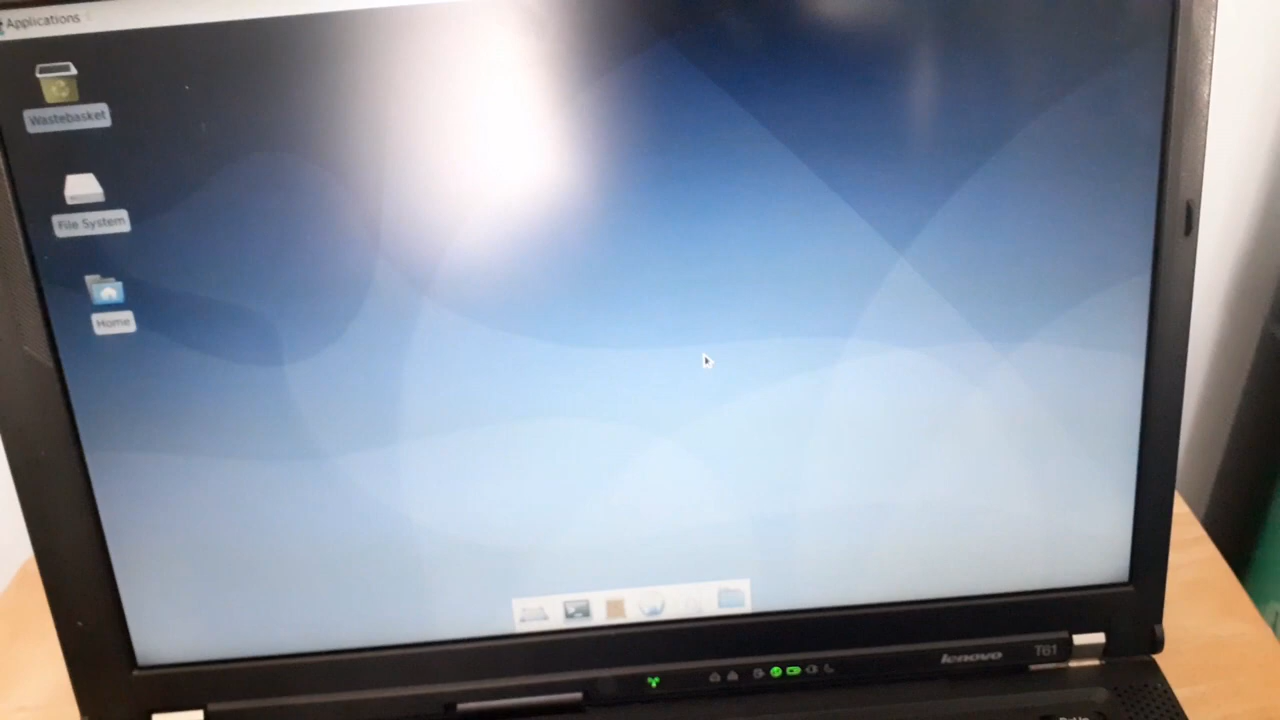 Applications
Wastebasket
File System
Home
lenovo
T61